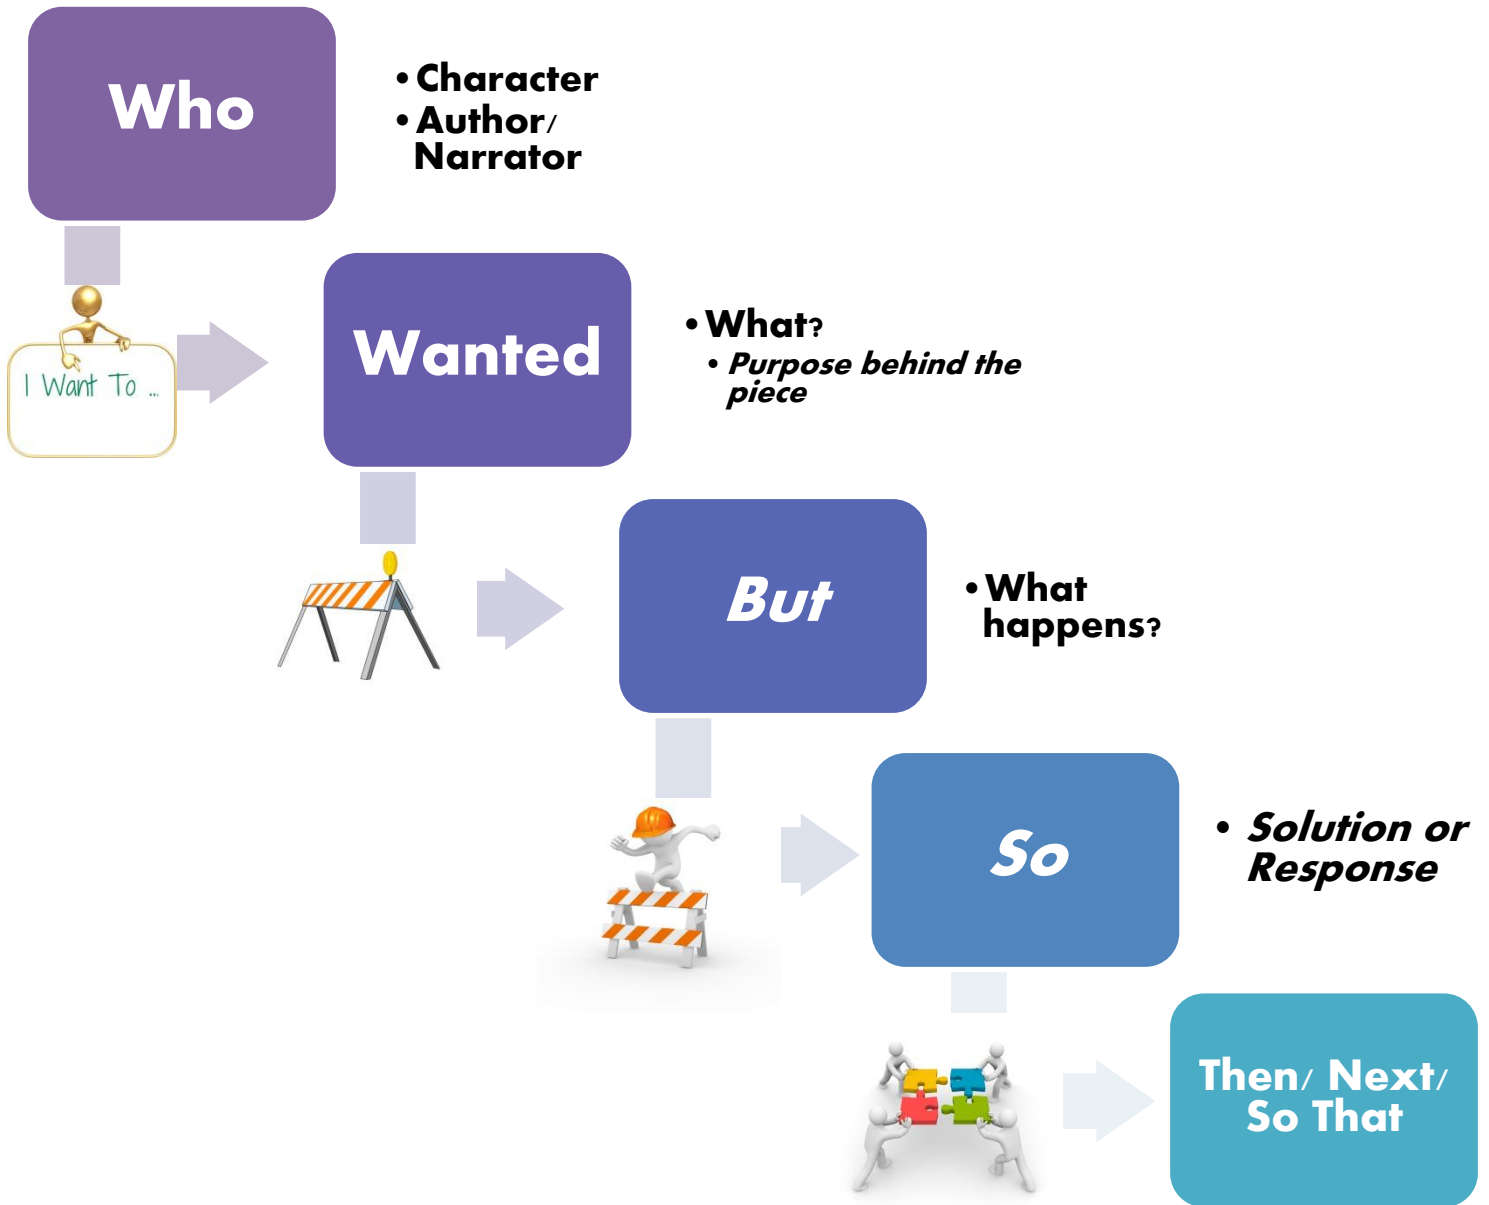 Who
• Character
• Author/
Narrator
I Want To ...
Wanted
• What?
• Purpose behind the
piece
But
• What
happens?
So
• Solution or
Response
Then/ Next/
So That